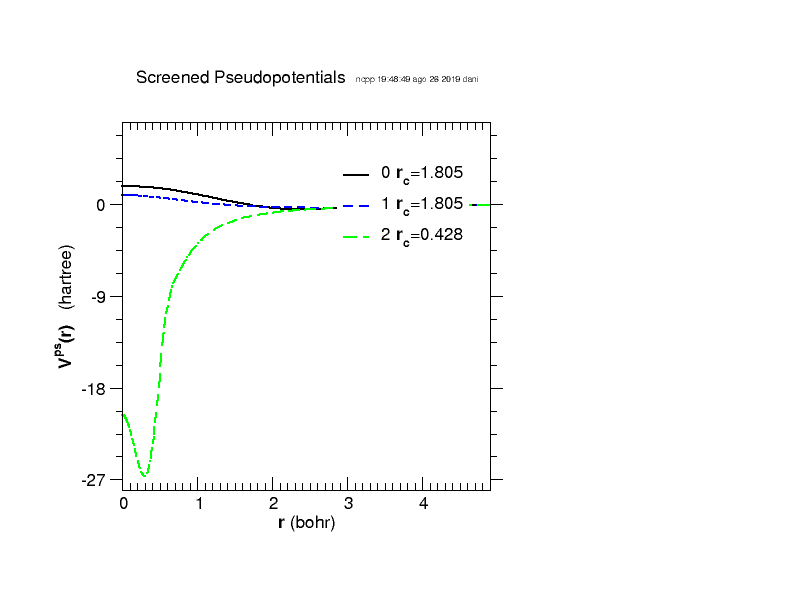 Screened Pseudopotentials ncpp 19:48:49 ago 26 2019 dani
0 rc=1.805
1 rc=1.805
2 rc=0.428
0
-9
-18
-27
Vps(r) (hartree)
0 1 2 3 4
r (bohr)